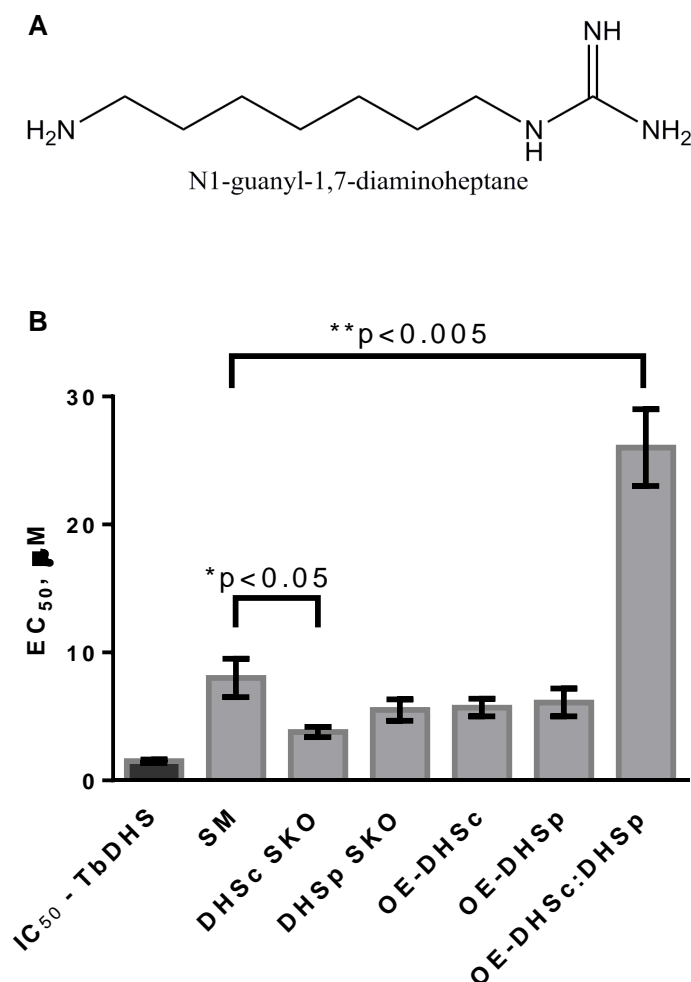 A
NH
H₂N
N
H
NH₂
N1-guanyl-1,7-diaminoheptane
B
**p<0.005
30
20
*p<0.05
EC₅₀, μM
10
0
IC₅₀ - TbDHS
SM
DHSc SKO
DHSp SKO
OE-DHSc
OE-DHSp
OE-DHSc:DHSp